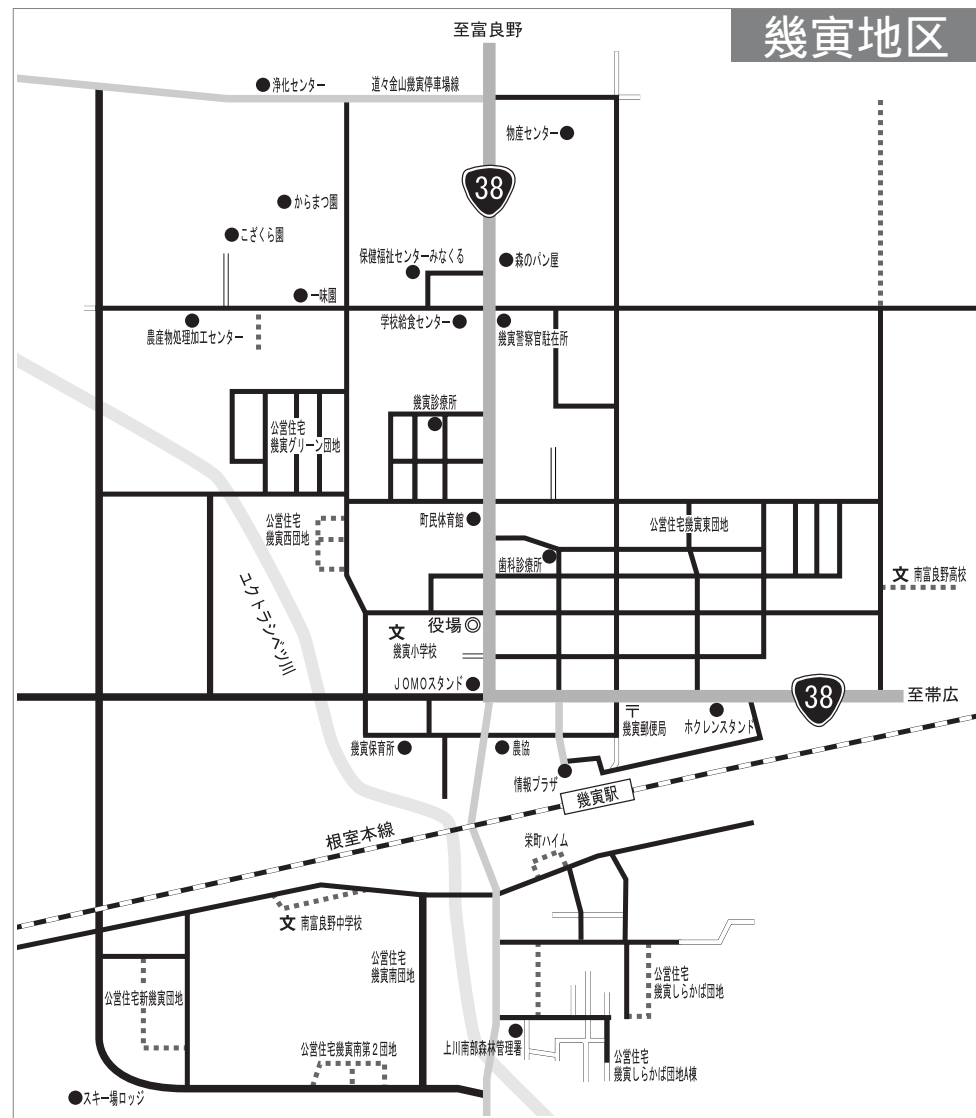 幾寅地区
至富良野
浄化センター
道々金山幾寅停車場線
物産センター
38
からまつ園
こざくら園
保健福祉センターみなくる
森のパン屋
一味園
農産物処理加工センター
学校給食センター
幾寅警察官駐在所
幾寅診療所
公営住宅
幾寅グリーン団地
公営住宅
幾寅西団地
町民体育館
公営住宅幾寅東団地
歯科診療所
文 南富良野高校
ユクトラシベツ川
役場◎
文
幾寅小学校
JOMOスタンド
38
至帯広
〒
幾寅郵便局
ホクレンスタンド
幾寅保育所
農協
情報プラザ
幾寅駅
根室本線
栄町ハイム
文 南富良野中学校
公営住宅
幾寅南団地
公営住宅
幾寅しらかば団地
公営住宅新幾寅団地
公営住宅幾寅南第2団地
上川南部森林管理署
公営住宅
幾寅しらかば団地A棟
スキー場ロッジ